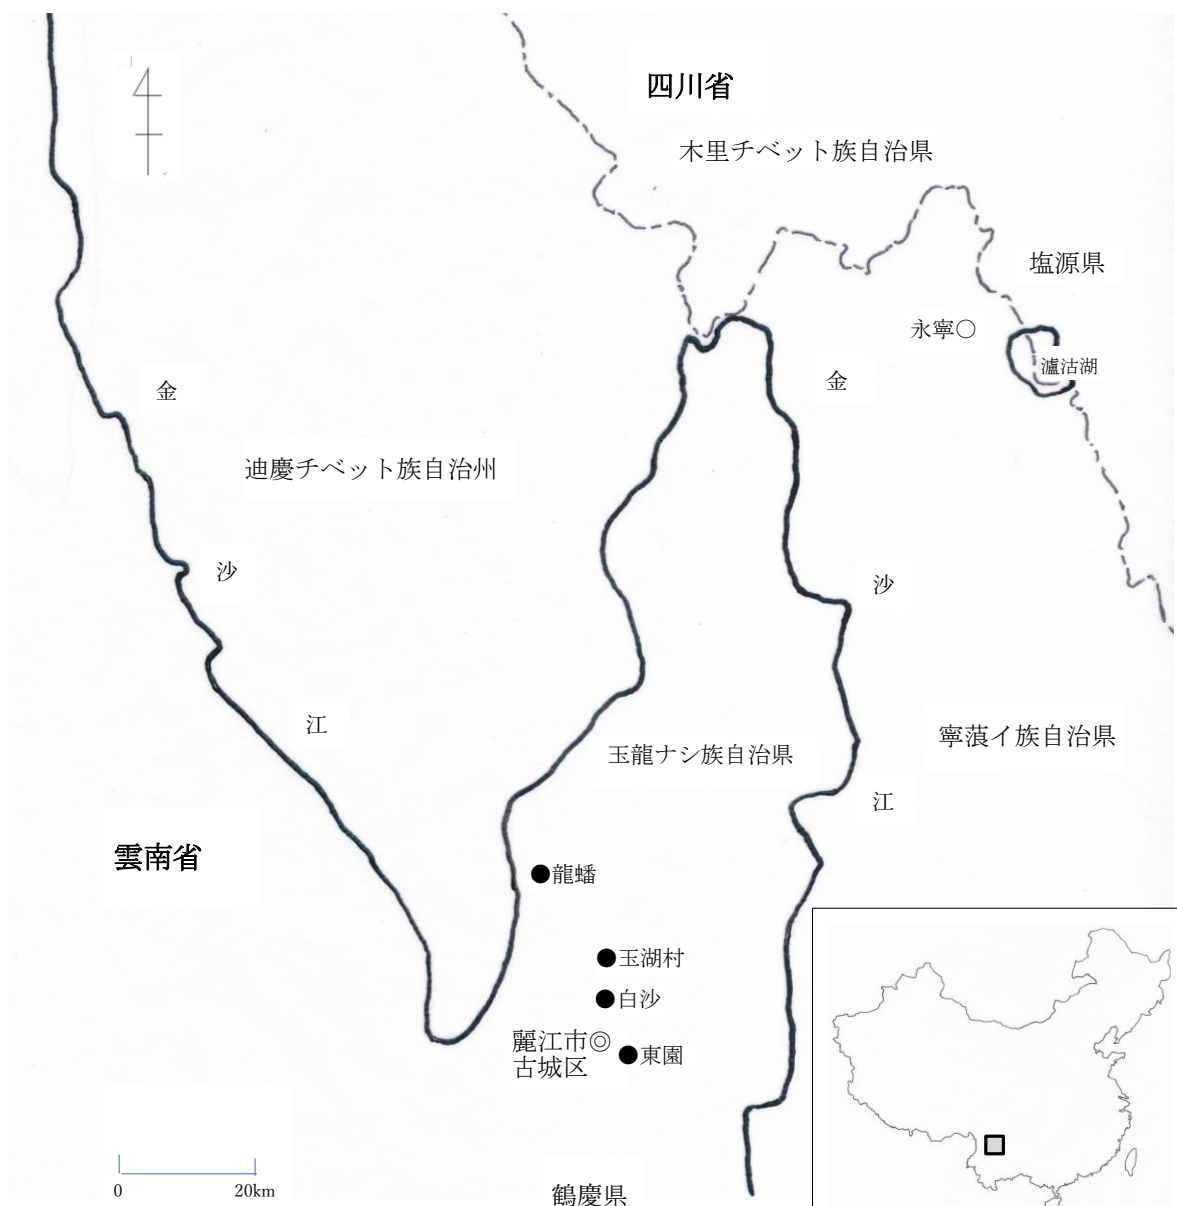 四川省
木里チベット族自治県
塩源県
永寧○
瀘沽湖
金
金
迪慶チベット族自治州
沙
沙
江
玉龍ナシ族自治県
寧蒗イ族自治県
江
雲南省
●龍蟠
●玉湖村
●白沙
麗江市◎
古城区
●東園
0
20km
鶴慶県